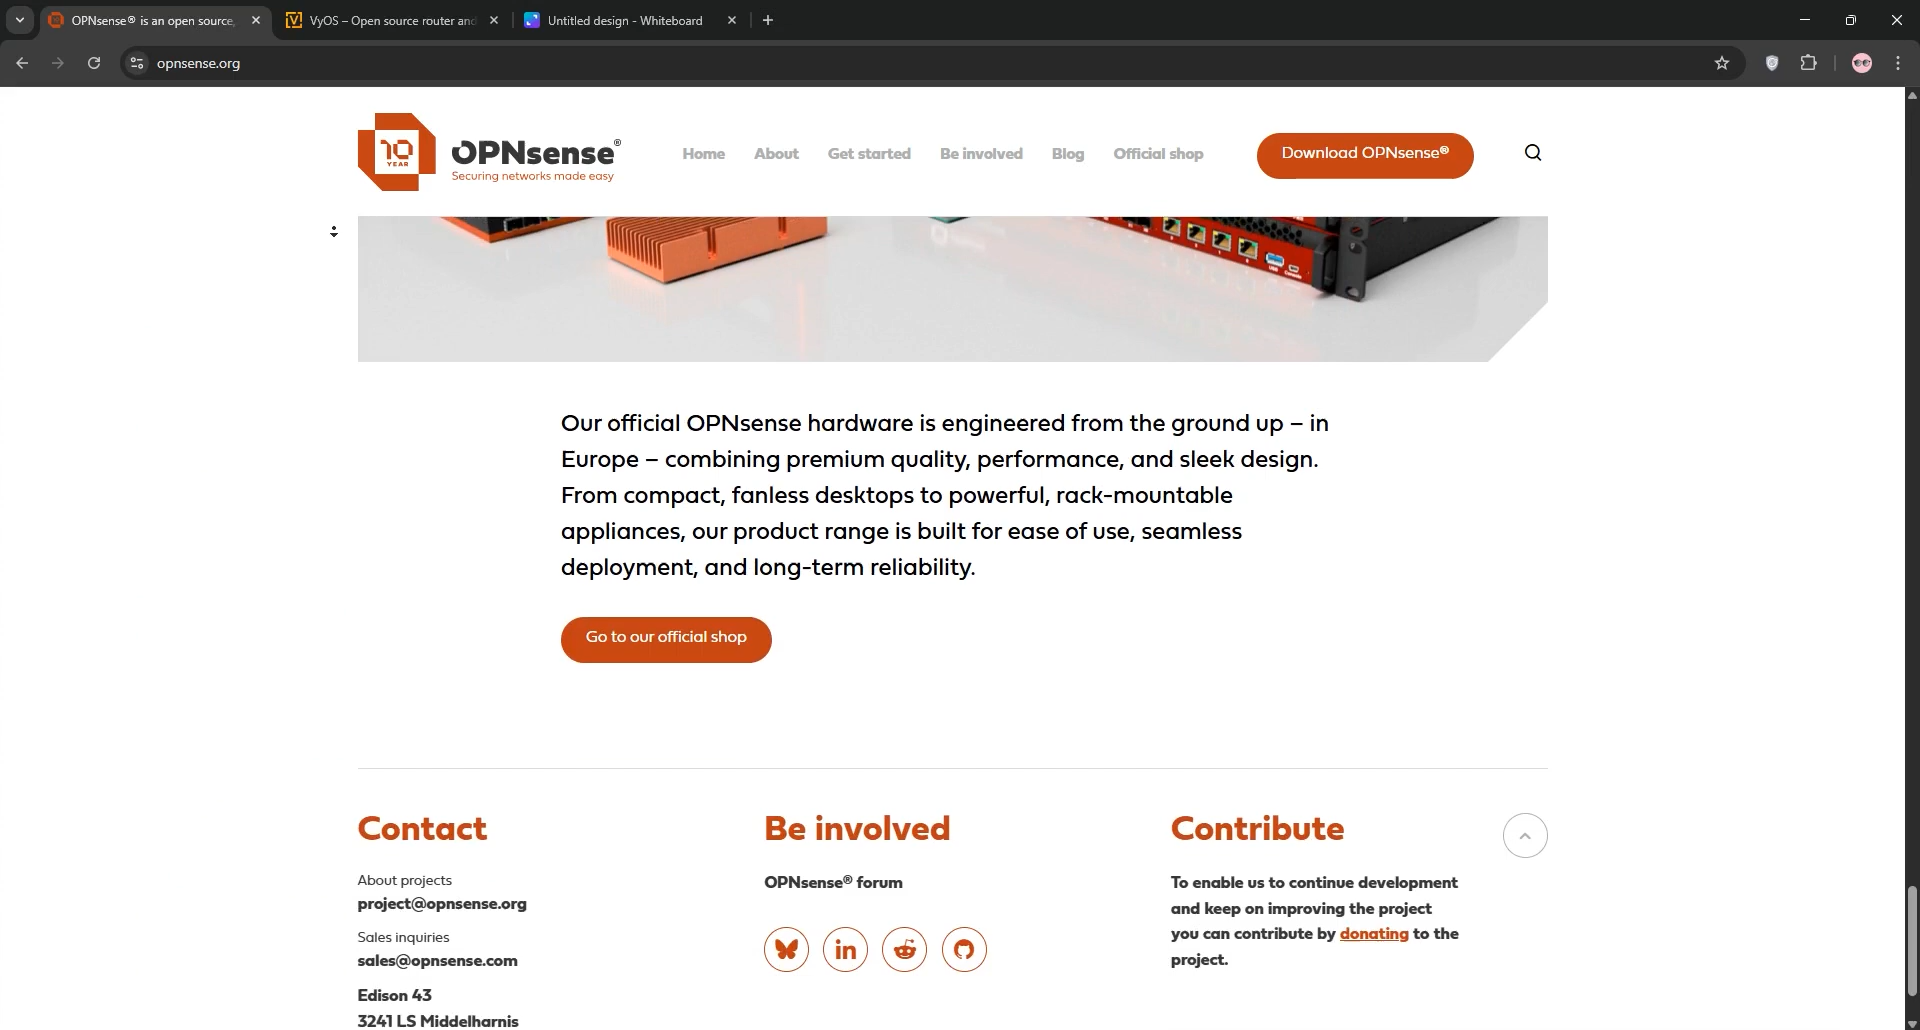 OPNsense® is an open source,
VyOS – Open source router and
Untitled design - Whiteboard
opnsense.org
10
YEAR
OPNsense®
Securing networks made easy
Home
About
Get started
Be involved
Blog
Official shop
Download OPNsense®
Our official OPNsense hardware is engineered from the ground up – in
Europe – combining premium quality, performance, and sleek design.
From compact, fanless desktops to powerful, rack-mountable
appliances, our product range is built for ease of use, seamless
deployment, and long-term reliability.
Go to our official shop
Contact
About projects
project@opnsense.org
Sales inquiries
sales@opnsense.com
Edison 43
3241 LS Middelharnis
Be involved
OPNsense® forum
in
Contribute
To enable us to continue development
and keep on improving the project
you can contribute by donating to the
project.